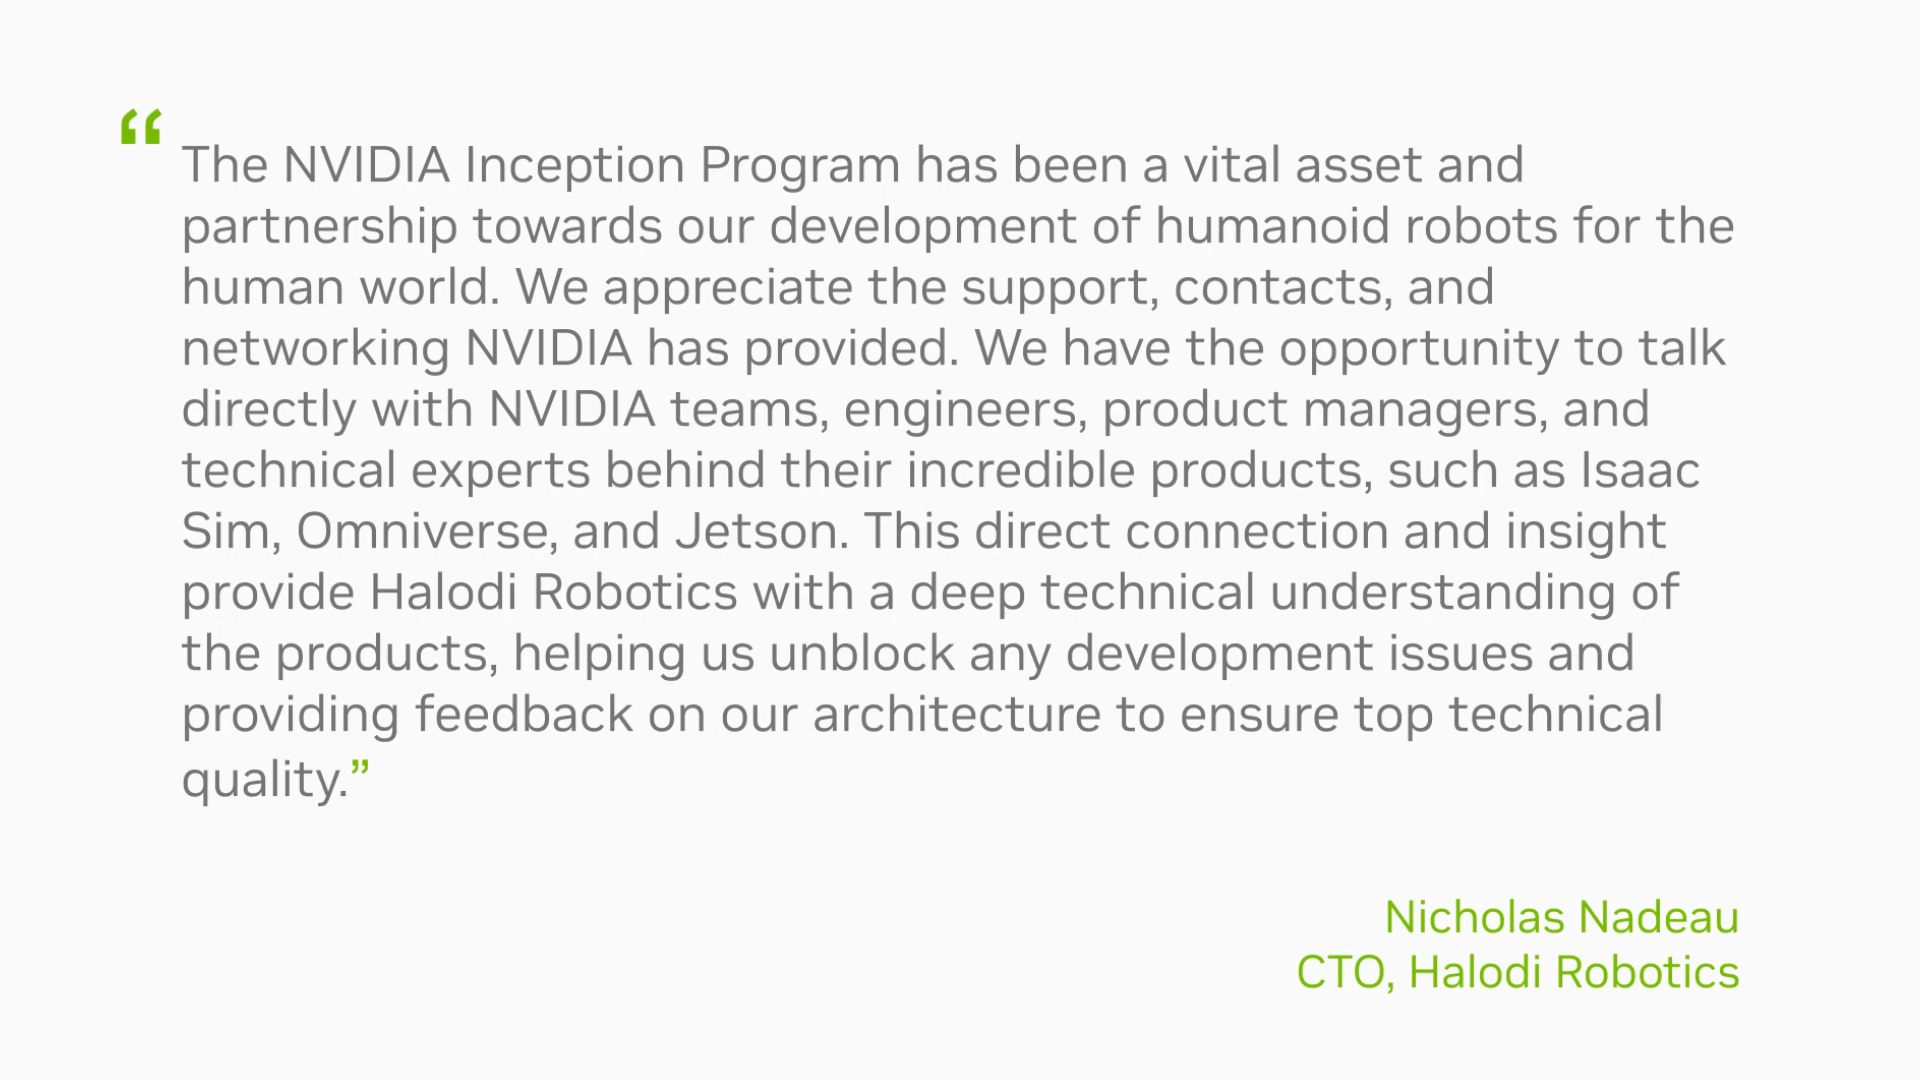 “The NVIDIA Inception Program has been a vital asset and
partnership towards our development of humanoid robots for the
human world. We appreciate the support, contacts, and
networking NVIDIA has provided. We have the opportunity to talk
directly with NVIDIA teams, engineers, product managers, and
technical experts behind their incredible products, such as Isaac
Sim, Omniverse, and Jetson. This direct connection and insight
provide Halodi Robotics with a deep technical understanding of
the products, helping us unblock any development issues and
providing feedback on our architecture to ensure top technical
quality.”
Nicholas Nadeau
CTO, Halodi Robotics